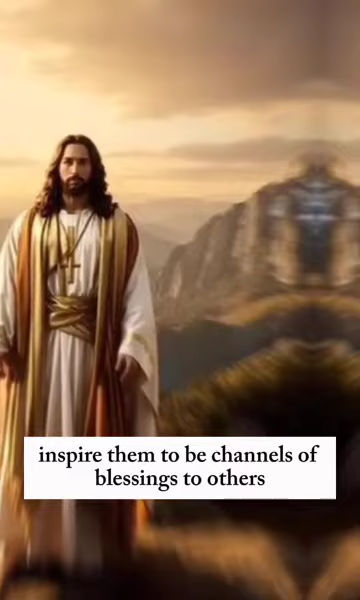 inspire them to be channels of
blessings to others